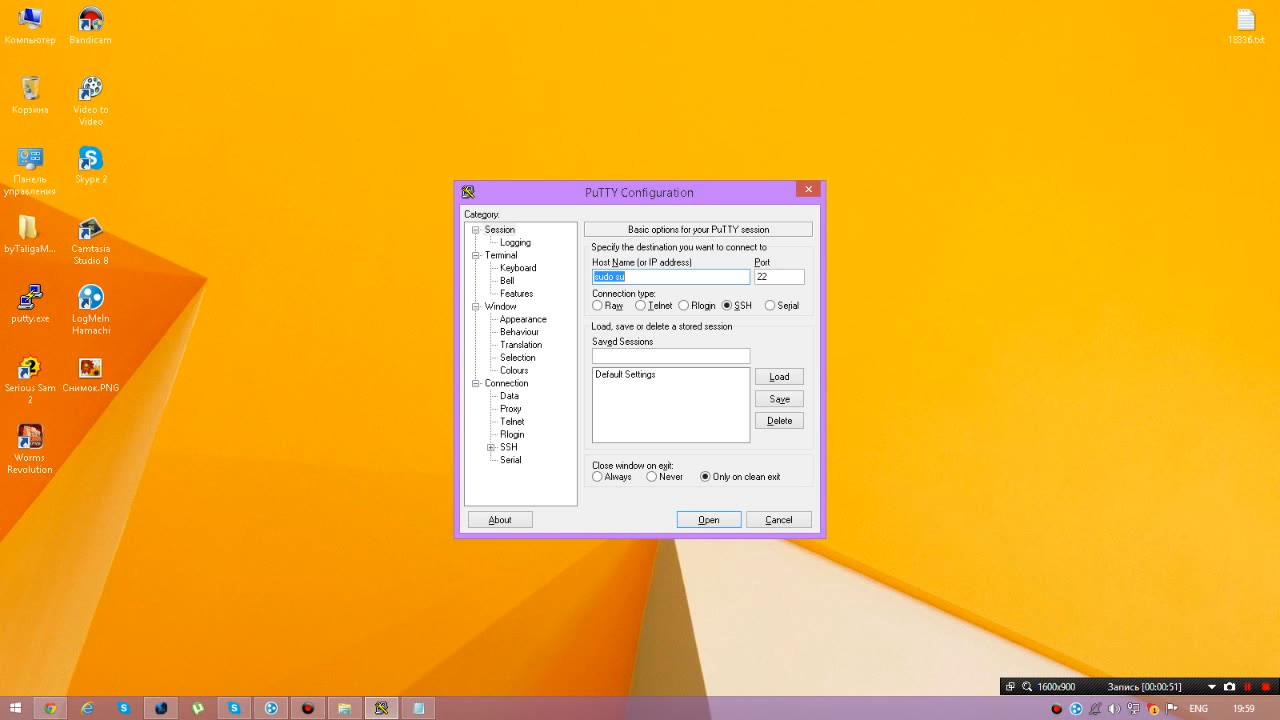 Компьютер
Bandicam
18336.txt
Корзина
Video to
Video
Панель
управления
Skype 2
byTaligaM...
Camtasia
Studio 8
putty.exe
LogMeIn
Hamachi
Serious Sam
2
Снимок.PNG
Worms
Revolution
PuTTY Configuration
Category:
Session
Logging
Terminal
Keyboard
Bell
Features
Window
Appearance
Behaviour
Translation
Selection
Colours
Connection
Data
Proxy
Telnet
Rlogin
SSH
Serial
Basic options for your PuTTY session
Specify the destination you want to connect to
Host Name (or IP address)
Port
sudo su
22
Connection type:
Raw
Telnet
Rlogin
SSH
Serial
Load, save or delete a stored session
Saved Sessions
Default Settings
Load
Save
Delete
Close window on exit:
Always
Never
Only on clean exit
About
Open
Cancel
1600x900
Запись [00:00:51]
ENG
19:59